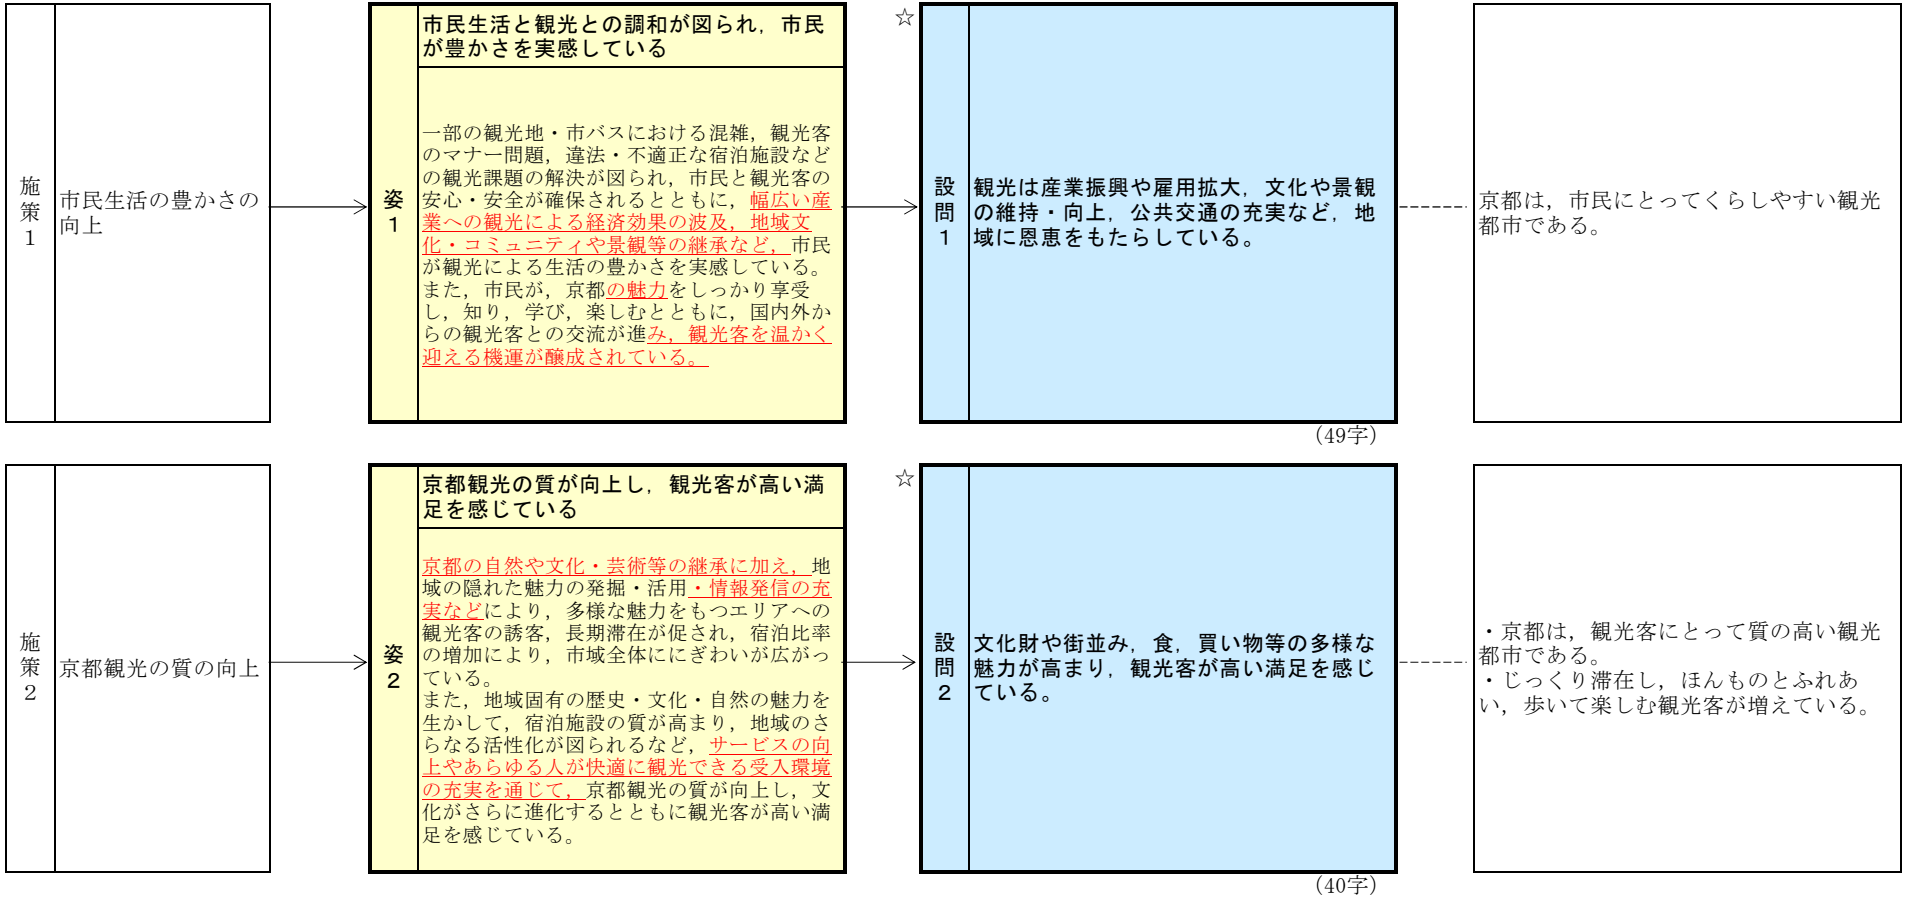 施策1
市民生活の豊かさの
向上
姿1
市民生活と観光との調和が図られ，市民
が豊かさを実感している
一部の観光地・市バスにおける混雑，観光客
のマナー問題，違法・不適正な宿泊施設など
の観光課題の解決が図られ，市民と観光客の
安心・安全が確保されるとともに，幅広い産
業への観光による経済効果の波及，地域文
化・コミュニティや景観等の継承など，市民
が観光による生活の豊かさを実感している。
また，市民が，京都の魅力をしっかり享受
し，知り，学び，楽しむとともに，国内外か
らの観光客との交流が進み，観光客を温かく
迎える機運が醸成されている。
☆
設問1
観光は産業振興や雇用拡大，文化や景観
の維持・向上，公共交通の充実など，地
域に恩恵をもたらしている。
（49字）
京都は，市民にとってくらしやすい観光
都市である。
施策2
京都観光の質の向上
姿2
京都観光の質が向上し，観光客が高い満
足を感じている
京都の自然や文化・芸術等の継承に加え，地
域の隠れた魅力の発掘・活用・情報発信の充
実などにより，多様な魅力をもつエリアへの
観光客の誘客，長期滞在が促され，宿泊比率
の増加により，市域全体ににぎわいが広がっ
ている。
また，地域固有の歴史・文化・自然の魅力を
生かして，宿泊施設の質が高まり，地域のさ
らなる活性化が図られるなど，サービスの向
上やあらゆる人が快適に観光できる受入環境
の充実を通じて，京都観光の質が向上し，文
化がさらに進化するとともに観光客が高い満
足を感じている。
☆
設問2
文化財や街並み，食，買い物等の多様な
魅力が高まり，観光客が高い満足を感じ
ている。
（40字）
・京都は，観光客にとって質の高い観光
都市である。
・じっくり滞在し，ほんものとふれあ
い，歩いて楽しむ観光客が増えている。